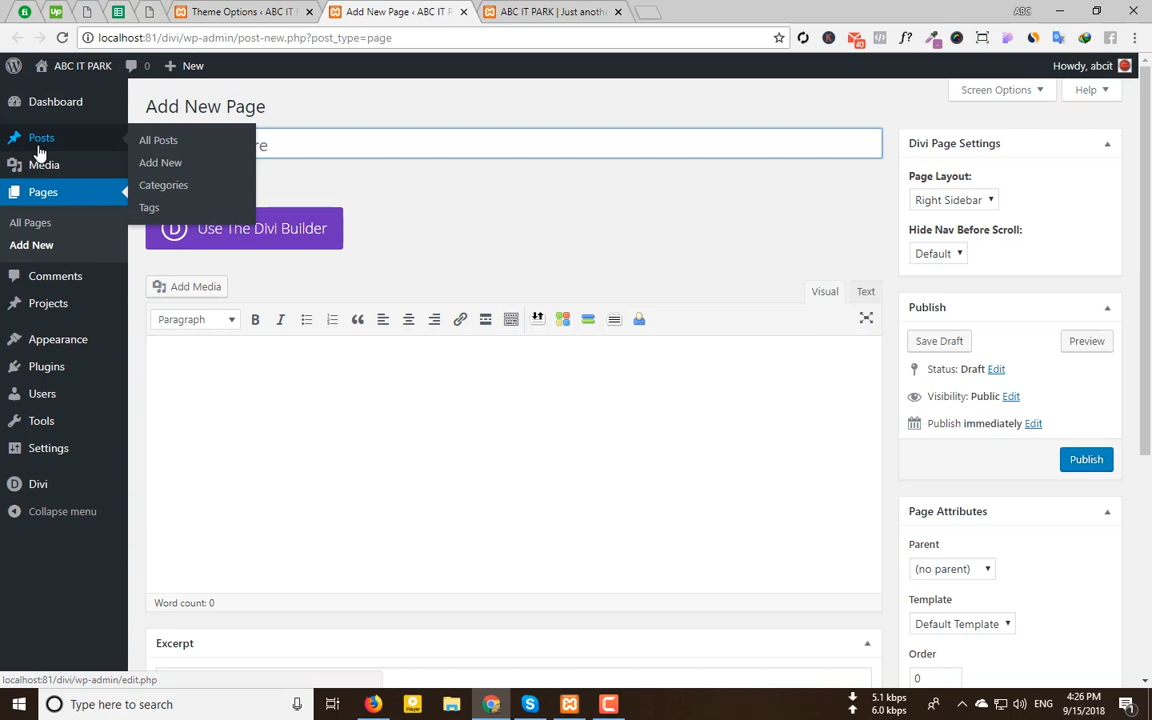 Theme Options ‹ ABC IT
Add New Page ‹ ABC IT P
ABC IT PARK | Just anoth
ABC
localhost:81/divi/wp-admin/post-new.php?post_type=page
40
f?
ABC IT PARK
0
New
Howdy, abcit
Screen Options
Help
Dashboard
Posts
Media
Pages
All Pages
Add New
Comments
Projects
Appearance
Plugins
Users
Tools
Settings
Divi
Collapse menu
All Posts
Add New
Categories
Tags
Add New Page
re
D
Use The Divi Builder
Add Media
Visual
Text
Paragraph
B
I
Word count: 0
Excerpt
Divi Page Settings
Page Layout:
Right Sidebar
Hide Nav Before Scroll:
Default
Publish
Save Draft
Preview
Status: Draft Edit
Visibility: Public Edit
Publish immediately Edit
Publish
Page Attributes
Parent
(no parent)
Template
Default Template
Order
0
localhost:81/divi/wp-admin/edit.php
Type here to search
5.1 kbps
6.0 kbps
ENG
4:26 PM
9/15/2018